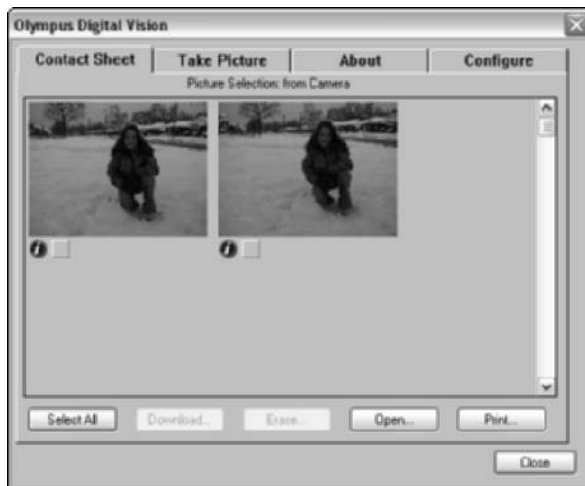 Olympus Digital Vision
Contact Sheet Take Picture About Configure
Picture Selection: from Camera
Select All Download... Erase... Open... Print...
Close